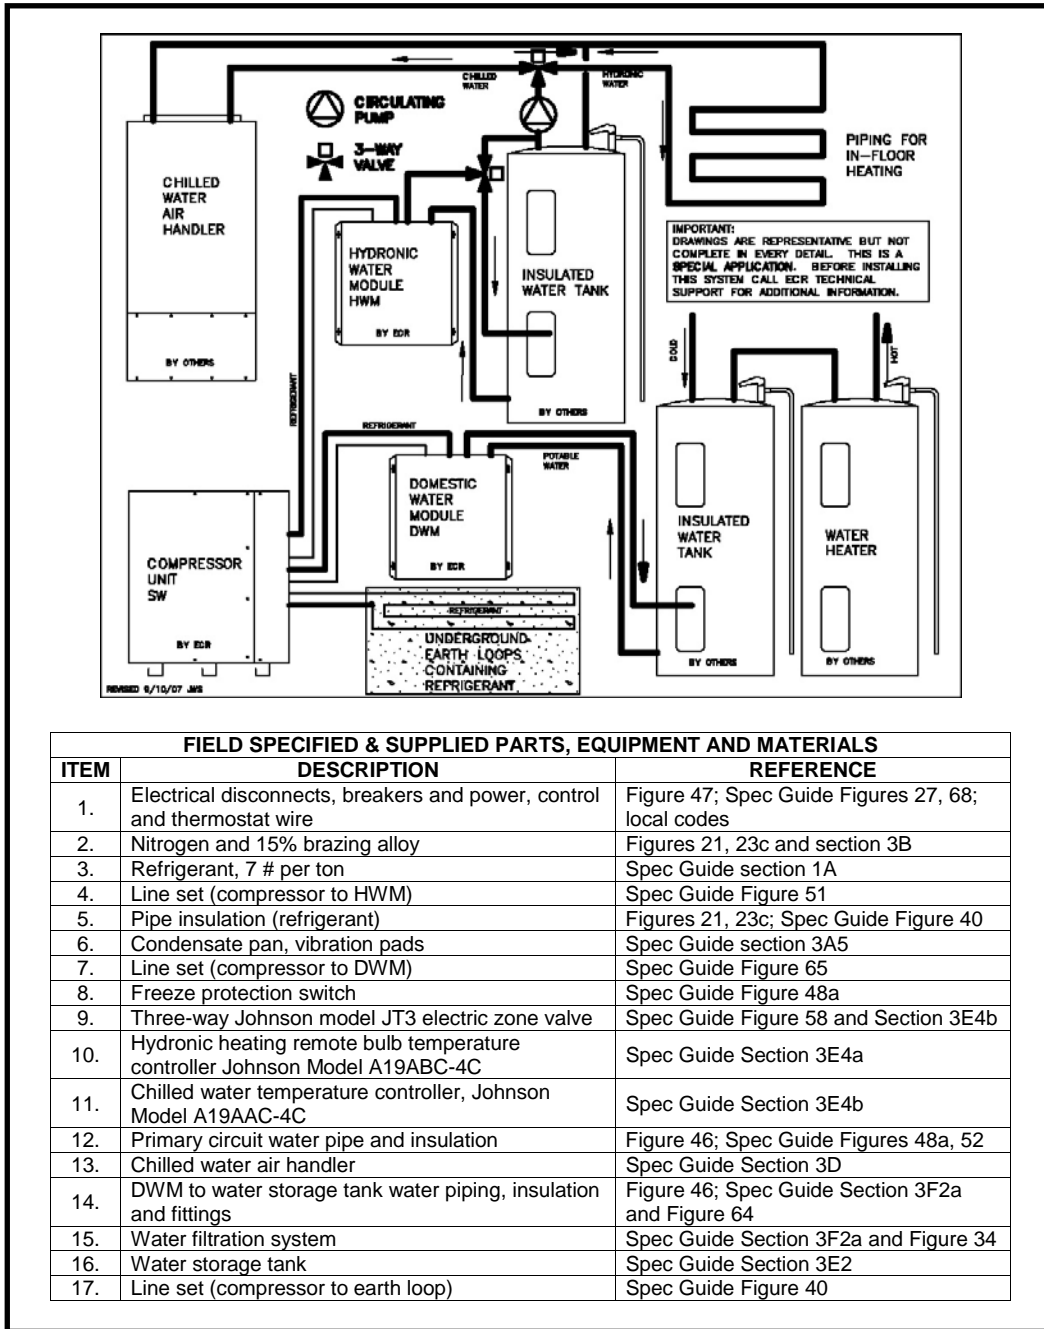 CHILLED
WATER
HYDRONIC
WATER
CIRCULATING
PUMP
3-WAY
VALVE
PIPING FOR
IN-FLOOR
HEATING
CHILLED
WATER
AIR
HANDLER
BY OTHERS
HYDRONIC
WATER
MODULE
HWM
BY ECR
INSULATED
WATER TANK
BY OTHERS
IMPORTANT:
DRAWINGS ARE REPRESENTATIVE BUT NOT
COMPLETE IN EVERY DETAIL. THIS IS A
SPECIAL APPLICATION. BEFORE INSTALLING
THIS SYSTEM CALL ECR TECHNICAL
SUPPORT FOR ADDITIONAL INFORMATION.
COLD
HOT
REFRIGERANT
REFRIGERANT
POTABLE
WATER
DOMESTIC
WATER
MODULE
DWM
BY ECR
INSULATED
WATER
TANK
BY OTHERS
WATER
HEATER
BY OTHERS
COMPRESSOR
UNIT
SW
BY ECR
REFRIGERANT
UNDERGROUND
EARTH LOOPS
CONTAINING
REFRIGERANT
REVISED 9/10/07 JWS
FIELD SPECIFIED & SUPPLIED PARTS, EQUIPMENT AND MATERIALS
ITEM DESCRIPTION REFERENCE
1. Electrical disconnects, breakers and power, control Figure 47; Spec Guide Figures 27, 68;
and thermostat wire local codes
2. Nitrogen and 15% brazing alloy Figures 21, 23c and section 3B
3. Refrigerant, 7 # per ton Spec Guide section 1A
4. Line set (compressor to HWM) Spec Guide Figure 51
5. Pipe insulation (refrigerant) Figures 21, 23c; Spec Guide Figure 40
6. Condensate pan, vibration pads Spec Guide section 3A5
7. Line set (compressor to DWM) Spec Guide Figure 65
8. Freeze protection switch Spec Guide Figure 48a
9. Three-way Johnson model JT3 electric zone valve Spec Guide Figure 58 and Section 3E4b
10. Hydronic heating remote bulb temperature Spec Guide Section 3E4a
controller Johnson Model A19ABC-4C
11. Chilled water temperature controller, Johnson Spec Guide Section 3E4b
Model A19AAC-4C
12. Primary circuit water pipe and insulation Figure 46; Spec Guide Figures 48a, 52
13. Chilled water air handler Spec Guide Section 3D
14. DWM to water storage tank water piping, insulation Figure 46; Spec Guide Section 3F2a
and fittings and Figure 64
15. Water filtration system Spec Guide Section 3F2a and Figure 34
16. Water storage tank Spec Guide Section 3E2
17. Line set (compressor to earth loop) Spec Guide Figure 40